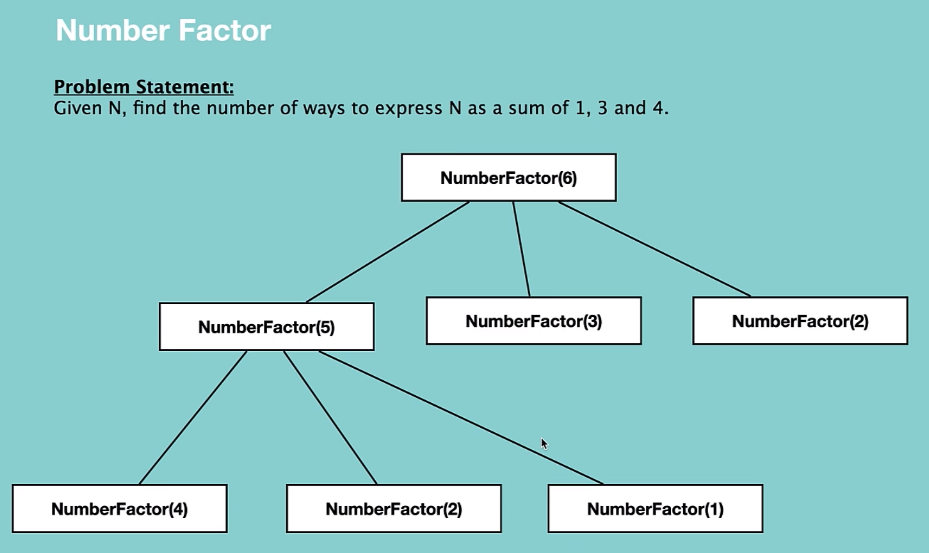 Number Factor
Problem Statement:
Given N, find the number of ways to express N as a sum of 1, 3 and 4.
NumberFactor(6)
NumberFactor(5)
NumberFactor(3)
NumberFactor(2)
NumberFactor(4)
NumberFactor(2)
NumberFactor(1)